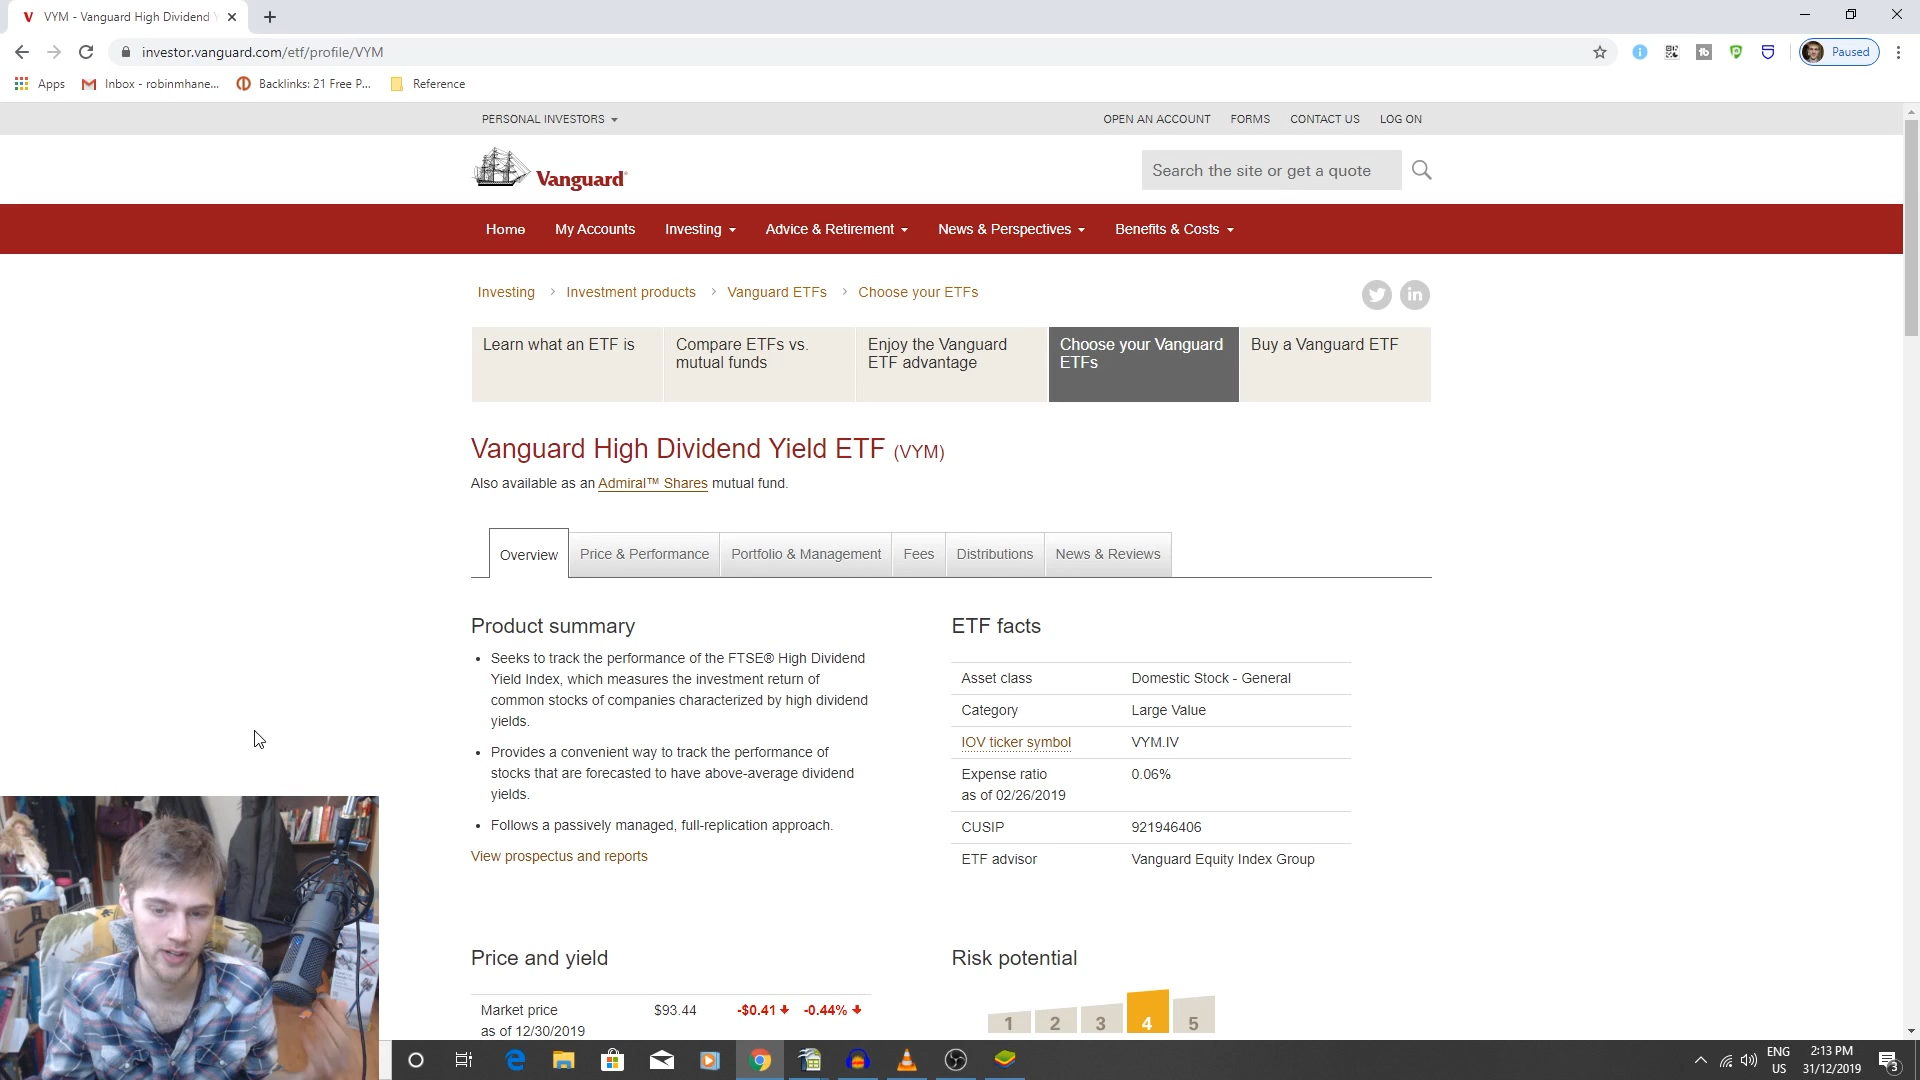 VYM - Vanguard High Dividend
investor.vanguard.com/etf/profile/VYM
Paused
Apps
Inbox - robinmhane...
Backlinks: 21 Free P...
Reference
PERSONAL INVESTORS
OPEN AN ACCOUNT FORMS CONTACT US LOG ON
Vanguard
Search the site or get a quote
Home My Accounts Investing Advice & Retirement News & Perspectives Benefits & Costs
Investing > Investment products > Vanguard ETFs > Choose your ETFs
Learn what an ETF is
Compare ETFs vs.
mutual funds
Enjoy the Vanguard
ETF advantage
Choose your Vanguard
ETFs
Buy a Vanguard ETF
Vanguard High Dividend Yield ETF (VYM)
Also available as an Admiral™ Shares mutual fund.
Overview Price & Performance Portfolio & Management Fees Distributions News & Reviews
Product summary
• Seeks to track the performance of the FTSE® High Dividend
Yield Index, which measures the investment return of
common stocks of companies characterized by high dividend
yields.
• Provides a convenient way to track the performance of
stocks that are forecasted to have above-average dividend
yields.
• Follows a passively managed, full-replication approach.
View prospectus and reports
ETF facts
Asset class Domestic Stock - General
Category Large Value
IOV ticker symbol VYM.IV
Expense ratio 0.06%
as of 02/26/2019
CUSIP 921946406
ETF advisor Vanguard Equity Index Group
Price and yield
Market price $93.44 -$0.41 -0.44%
as of 12/30/2019
Risk potential
1 2 3 4 5
ENG
US
2:13 PM
31/12/2019
3